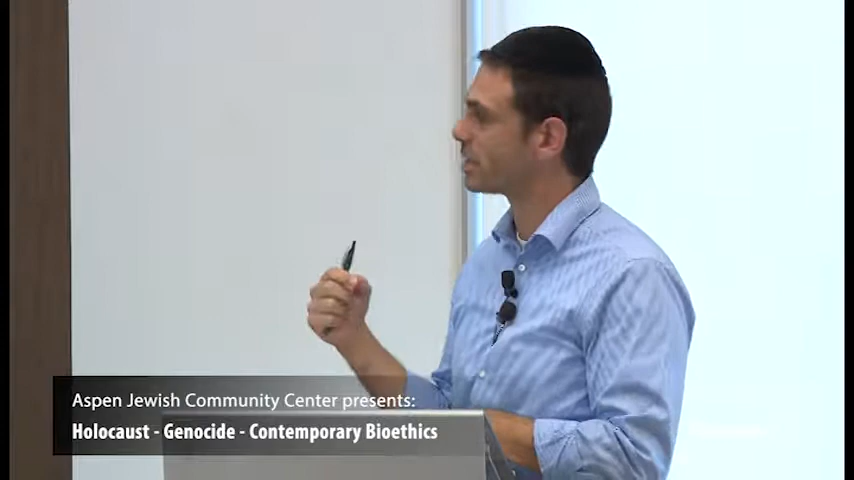 Aspen Jewish Community Center presents:
Holocaust - Genocide - Contemporary Bioethics